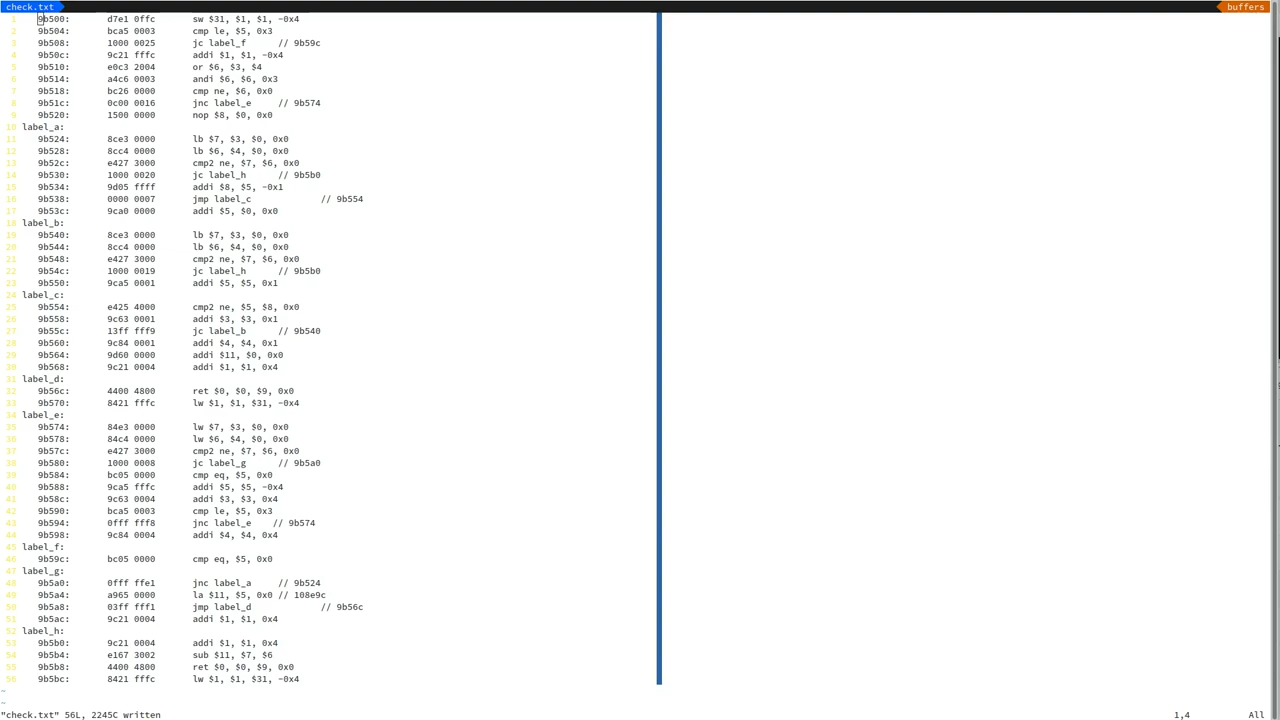 check.txt buffers
1 9b500: d7e1 0ffc sw $31, $1, $1, -0x4
2 9b504: bca5 0003 cmp le, $5, 0x3
3 9b508: 1000 0025 jc label_f // 9b59c
4 9b50c: 9c21 fffc addi $1, $1, -0x4
5 9b510: e0c3 2004 or $6, $3, $4
6 9b514: a4c6 0003 andi $6, $6, 0x3
7 9b518: bc26 0000 cmp ne, $6, 0x0
8 9b51c: 0c00 0016 jnc label_e // 9b574
9 9b520: 1500 0000 nop $8, $0, 0x0
10 label_a:
11 9b524: 8ce3 0000 lb $7, $3, $0, 0x0
12 9b528: 8cc4 0000 lb $6, $4, $0, 0x0
13 9b52c: e427 3000 cmp2 ne, $7, $6, 0x0
14 9b530: 1000 0020 jc label_h // 9b5b0
15 9b534: 9d05 ffff addi $8, $5, -0x1
16 9b538: 0000 0007 jmp label_c // 9b554
17 9b53c: 9ca0 0000 addi $5, $0, 0x0
18 label_b:
19 9b540: 8ce3 0000 lb $7, $3, $0, 0x0
20 9b544: 8cc4 0000 lb $6, $4, $0, 0x0
21 9b548: e427 3000 cmp2 ne, $7, $6, 0x0
22 9b54c: 1000 0019 jc label_h // 9b5b0
23 9b550: 9ca5 0001 addi $5, $5, 0x1
24 label_c:
25 9b554: e425 4000 cmp2 ne, $5, $8, 0x0
26 9b558: 9c63 0001 addi $3, $3, 0x1
27 9b55c: 13ff fff9 jc label_b // 9b540
28 9b560: 9c84 0001 addi $4, $4, 0x1
29 9b564: 9d60 0000 addi $11, $0, 0x0
30 9b568: 9c21 0004 addi $1, $1, 0x4
31 label_d:
32 9b56c: 4400 4800 ret $0, $0, $9, 0x0
33 9b570: 8421 fffc lw $1, $1, $31, -0x4
34 label_e:
35 9b574: 84e3 0000 lw $7, $3, $0, 0x0
36 9b578: 84c4 0000 lw $6, $4, $0, 0x0
37 9b57c: e427 3000 cmp2 ne, $7, $6, 0x0
38 9b580: 1000 0008 jc label_g // 9b5a0
39 9b584: bc05 0000 cmp eq, $5, 0x0
40 9b588: 9ca5 fffc addi $5, $5, -0x4
41 9b58c: 9c63 0004 addi $3, $3, 0x4
42 9b590: bca5 0003 cmp le, $5, 0x3
43 9b594: 0fff fff8 jnc label_e // 9b574
44 9b598: 9c84 0004 addi $4, $4, 0x4
45 label_f:
46 9b59c: bc05 0000 cmp eq, $5, 0x0
47 label_g:
48 9b5a0: 0fff ffe1 jnc label_a // 9b524
49 9b5a4: a965 0000 la $11, $5, 0x0 // 108e9c
50 9b5a8: 03ff fff1 jmp label_d // 9b56c
51 9b5ac: 9c21 0004 addi $1, $1, 0x4
52 label_h:
53 9b5b0: 9c21 0004 addi $1, $1, 0x4
54 9b5b4: e167 3002 sub $11, $7, $6
55 9b5b8: 4400 4800 ret $0, $0, $9, 0x0
56 9b5bc: 8421 fffc lw $1, $1, $31, -0x4
~
~
"check.txt" 56L, 2245C written 1,4 All